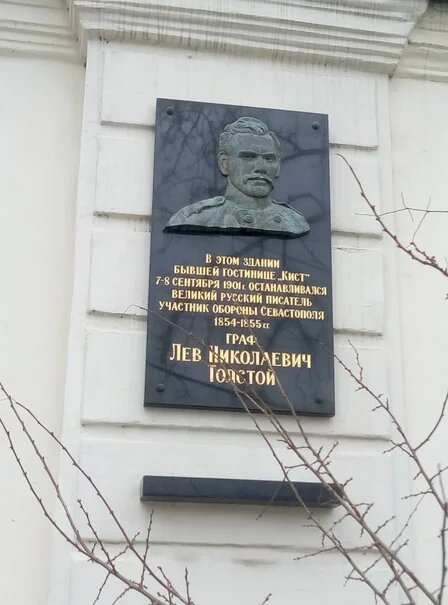 В ЭТОМ ЗДАНИИ
БЫВШЕЙ ГОСТИНИЦЕ „КИСТ"
7-8 СЕНТЯБРЯ 1901г. ОСТАНАВЛИВАЛСЯ
ВЕЛИКИЙ РУССКИЙ ПИСАТЕЛЬ
УЧАСТНИК ОБОРОНЫ СЕВАСТОПОЛЯ
1854-1855 гг.
ГРАФ
ЛЕВ НИКОЛАЕВИЧ
ТОЛСТОЙ